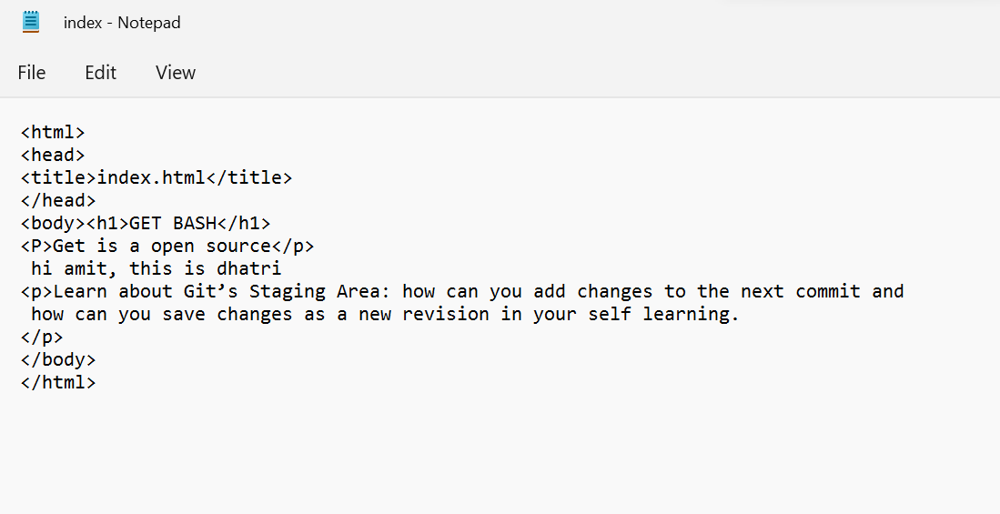 index - Notepad
File Edit View
<html>
<head>
<title>index.html</title>
</head>
<body><h1>GET BASH</h1>
<P>Get is a open source</p>
 hi amit, this is dhatri
<p>Learn about Git’s Staging Area: how can you add changes to the next commit and
 how can you save changes as a new revision in your self learning.
</p>
</body>
</html>